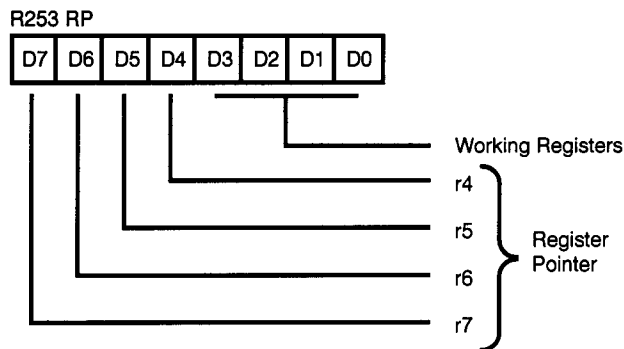 R253 RP
D7 D6 D5 D4 D3 D2 D1 D0
Working Registers
r4
r5
r6
r7
Register
Pointer